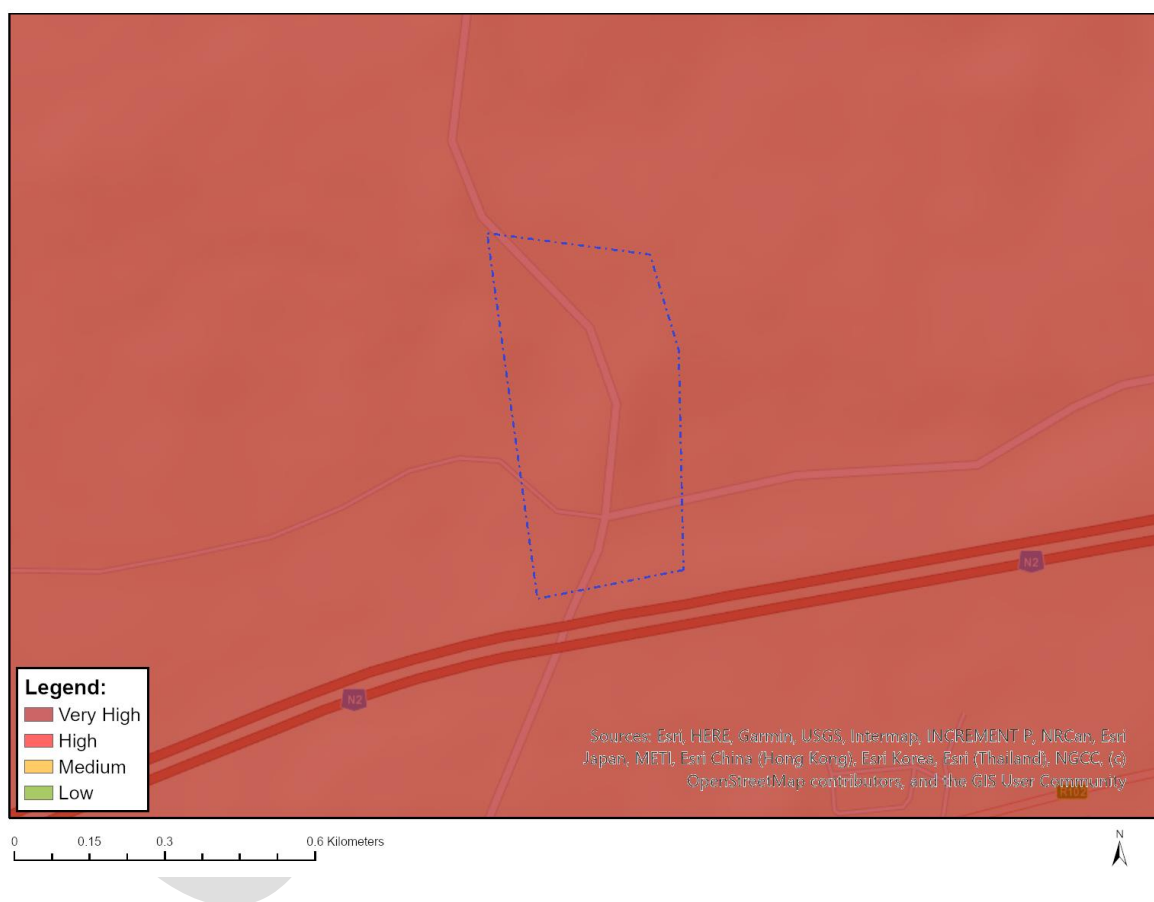 N2
N2
Legend:
Very High
High
Medium
Low
Sources: Esri, HERE, Garmin, USGS, Intermap, INCREMENT P, NRCan, Esri
Japan, METI, Esri China (Hong Kong), Esri Korea, Esri (Thailand), NGCC, (c)
OpenStreetMap contributors, and the GIS User Community
R102
0 0.15 0.3 0.6 Kilometers
N